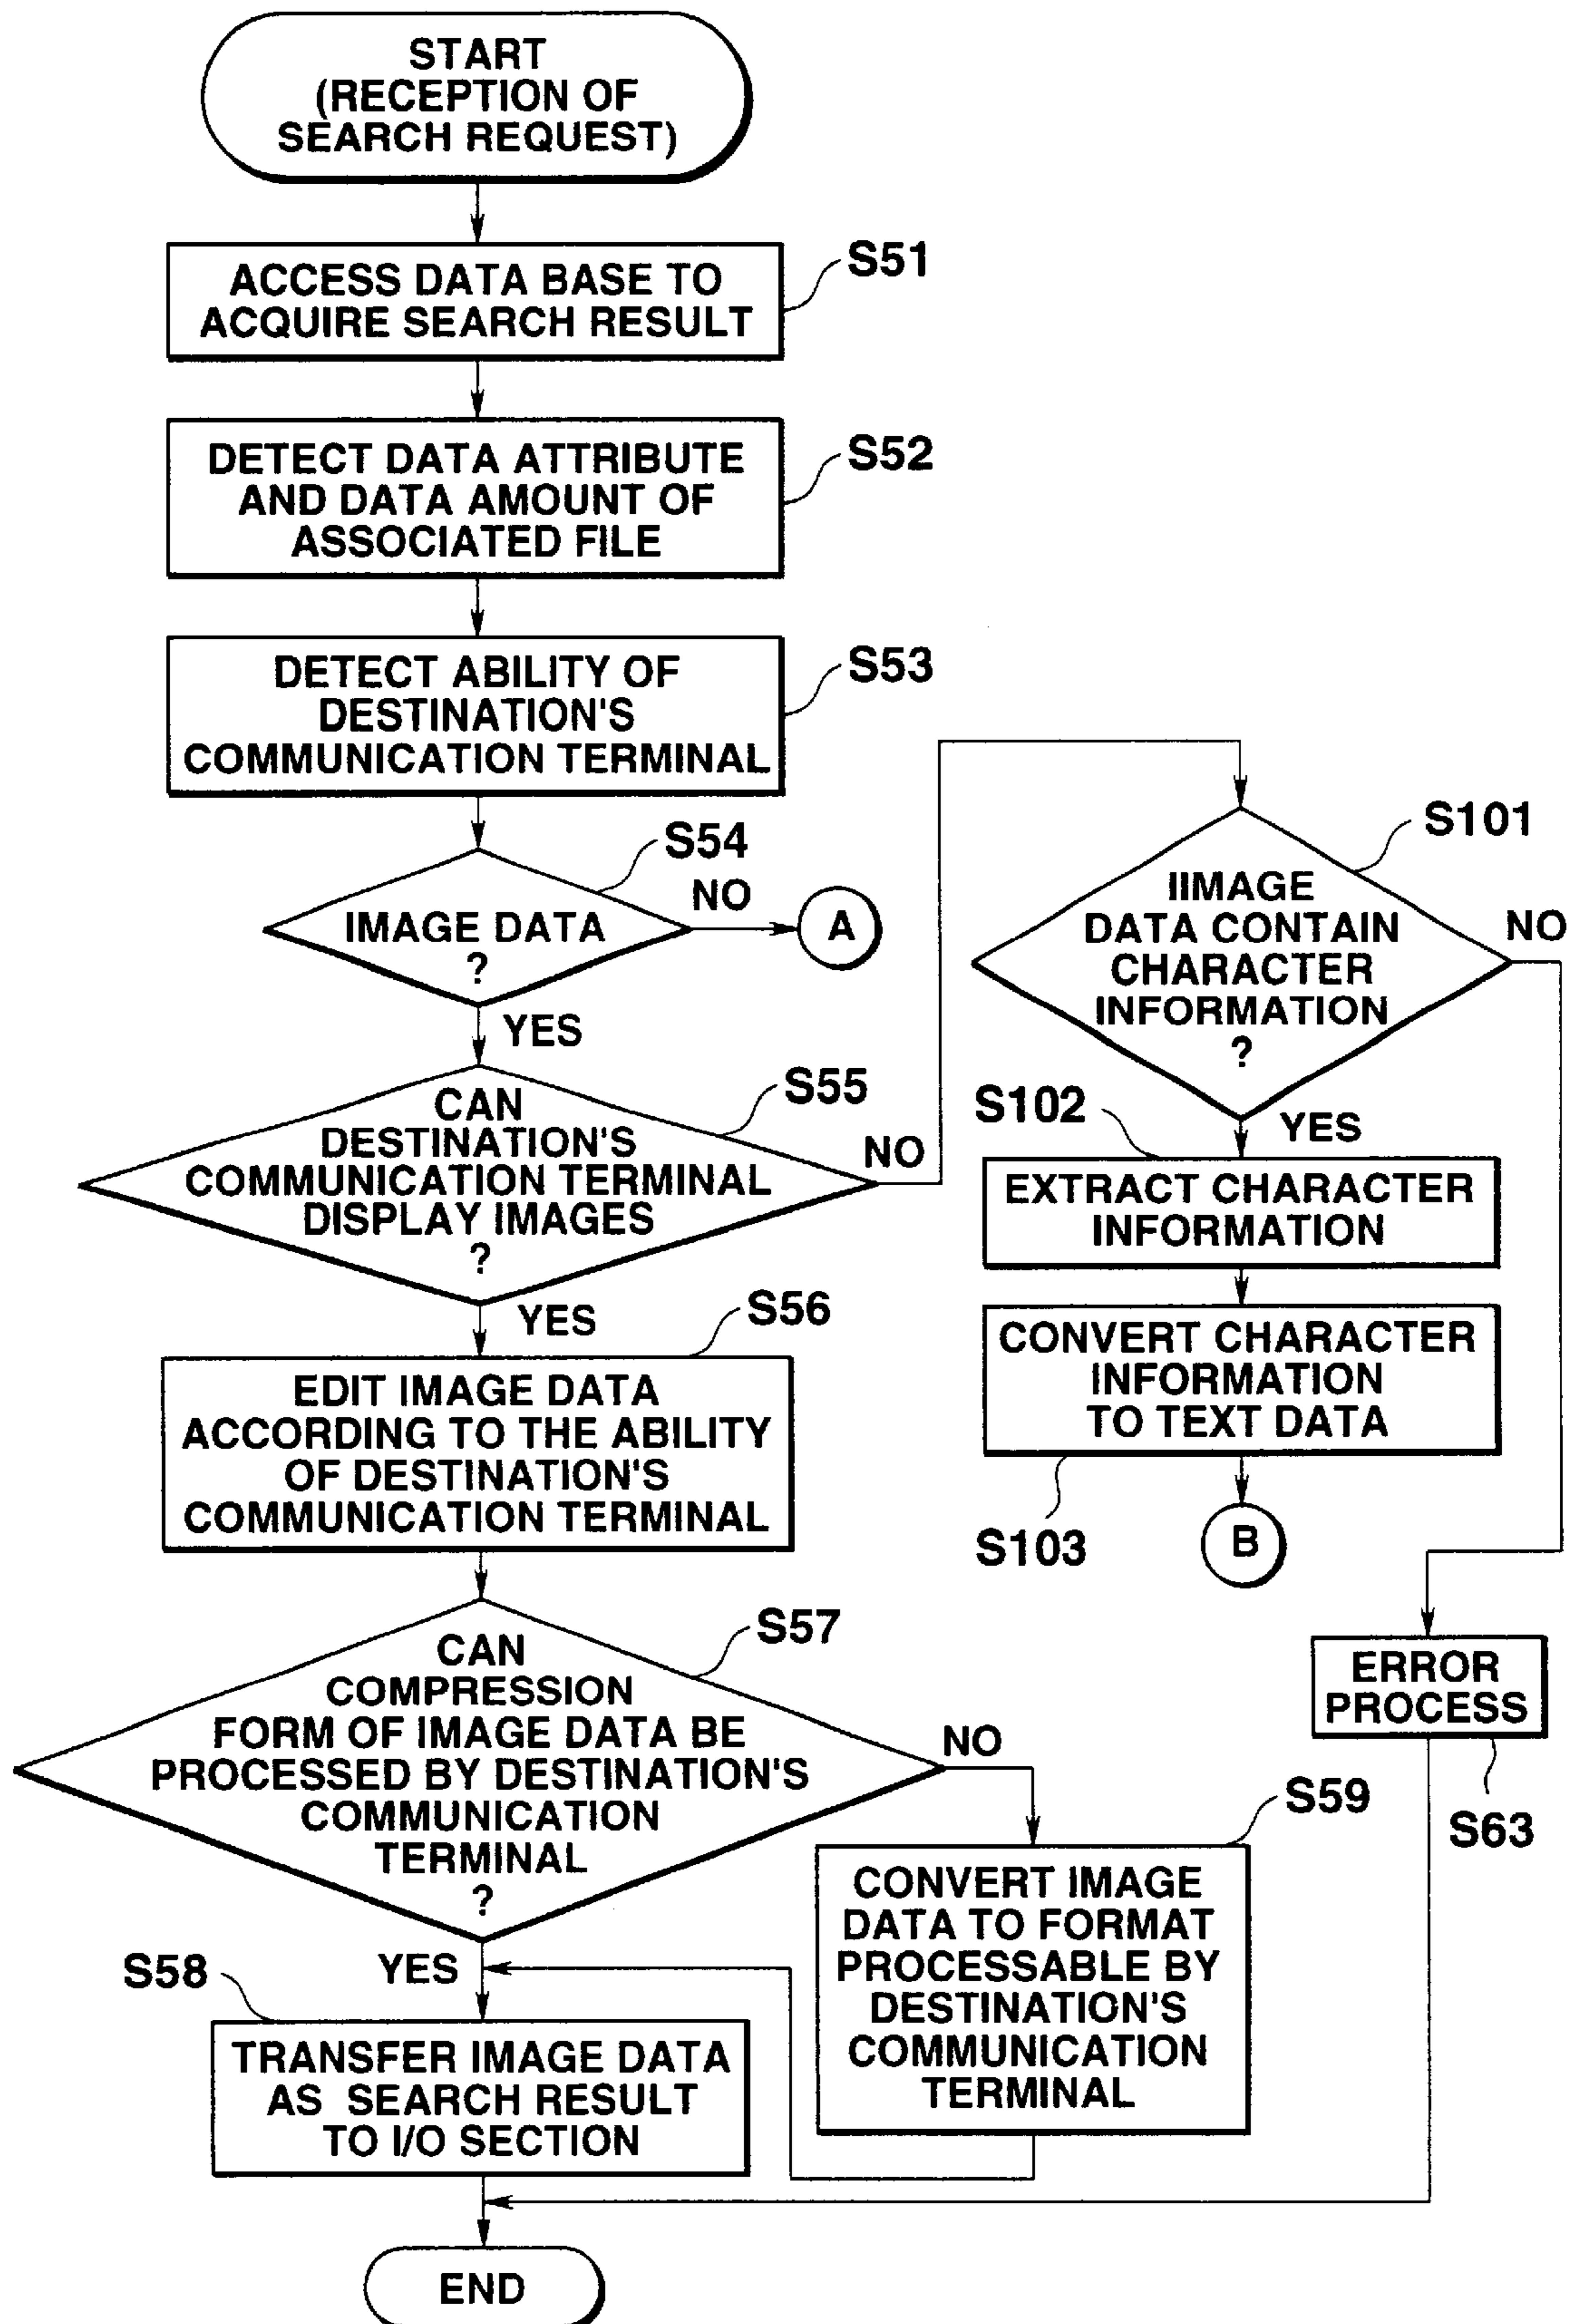 START
(RECEPTION OF
SEARCH REQUEST)
S51
ACCESS DATA BASE TO
ACQUIRE SEARCH RESULT
S52
DETECT DATA ATTRIBUTE
AND DATA AMOUNT OF
ASSOCIATED FILE
S53
DETECT ABILITY OF
DESTINATION'S
COMMUNICATION TERMINAL
S54
IMAGE DATA
?
NO
A
YES
S55
CAN
DESTINATION'S
COMMUNICATION TERMINAL
DISPLAY IMAGES
?
NO
YES
S101
IIMAGE
DATA CONTAIN
CHARACTER
INFORMATION
?
NO
YES
S102
EXTRACT CHARACTER
INFORMATION
CONVERT CHARACTER
INFORMATION
TO TEXT DATA
S103
B
S56
EDIT IMAGE DATA
ACCORDING TO THE ABILITY
OF DESTINATION'S
COMMUNICATION TERMINAL
S57
CAN
COMPRESSION
FORM OF IMAGE DATA BE
PROCESSED BY DESTINATION'S
COMMUNICATION
TERMINAL
?
NO
YES
ERROR
PROCESS
S63
S59
CONVERT IMAGE
DATA TO FORMAT
PROCESSABLE BY
DESTINATION'S
COMMUNICATION
TERMINAL
S58
TRANSFER IMAGE DATA
AS SEARCH RESULT
TO I/O SECTION
END